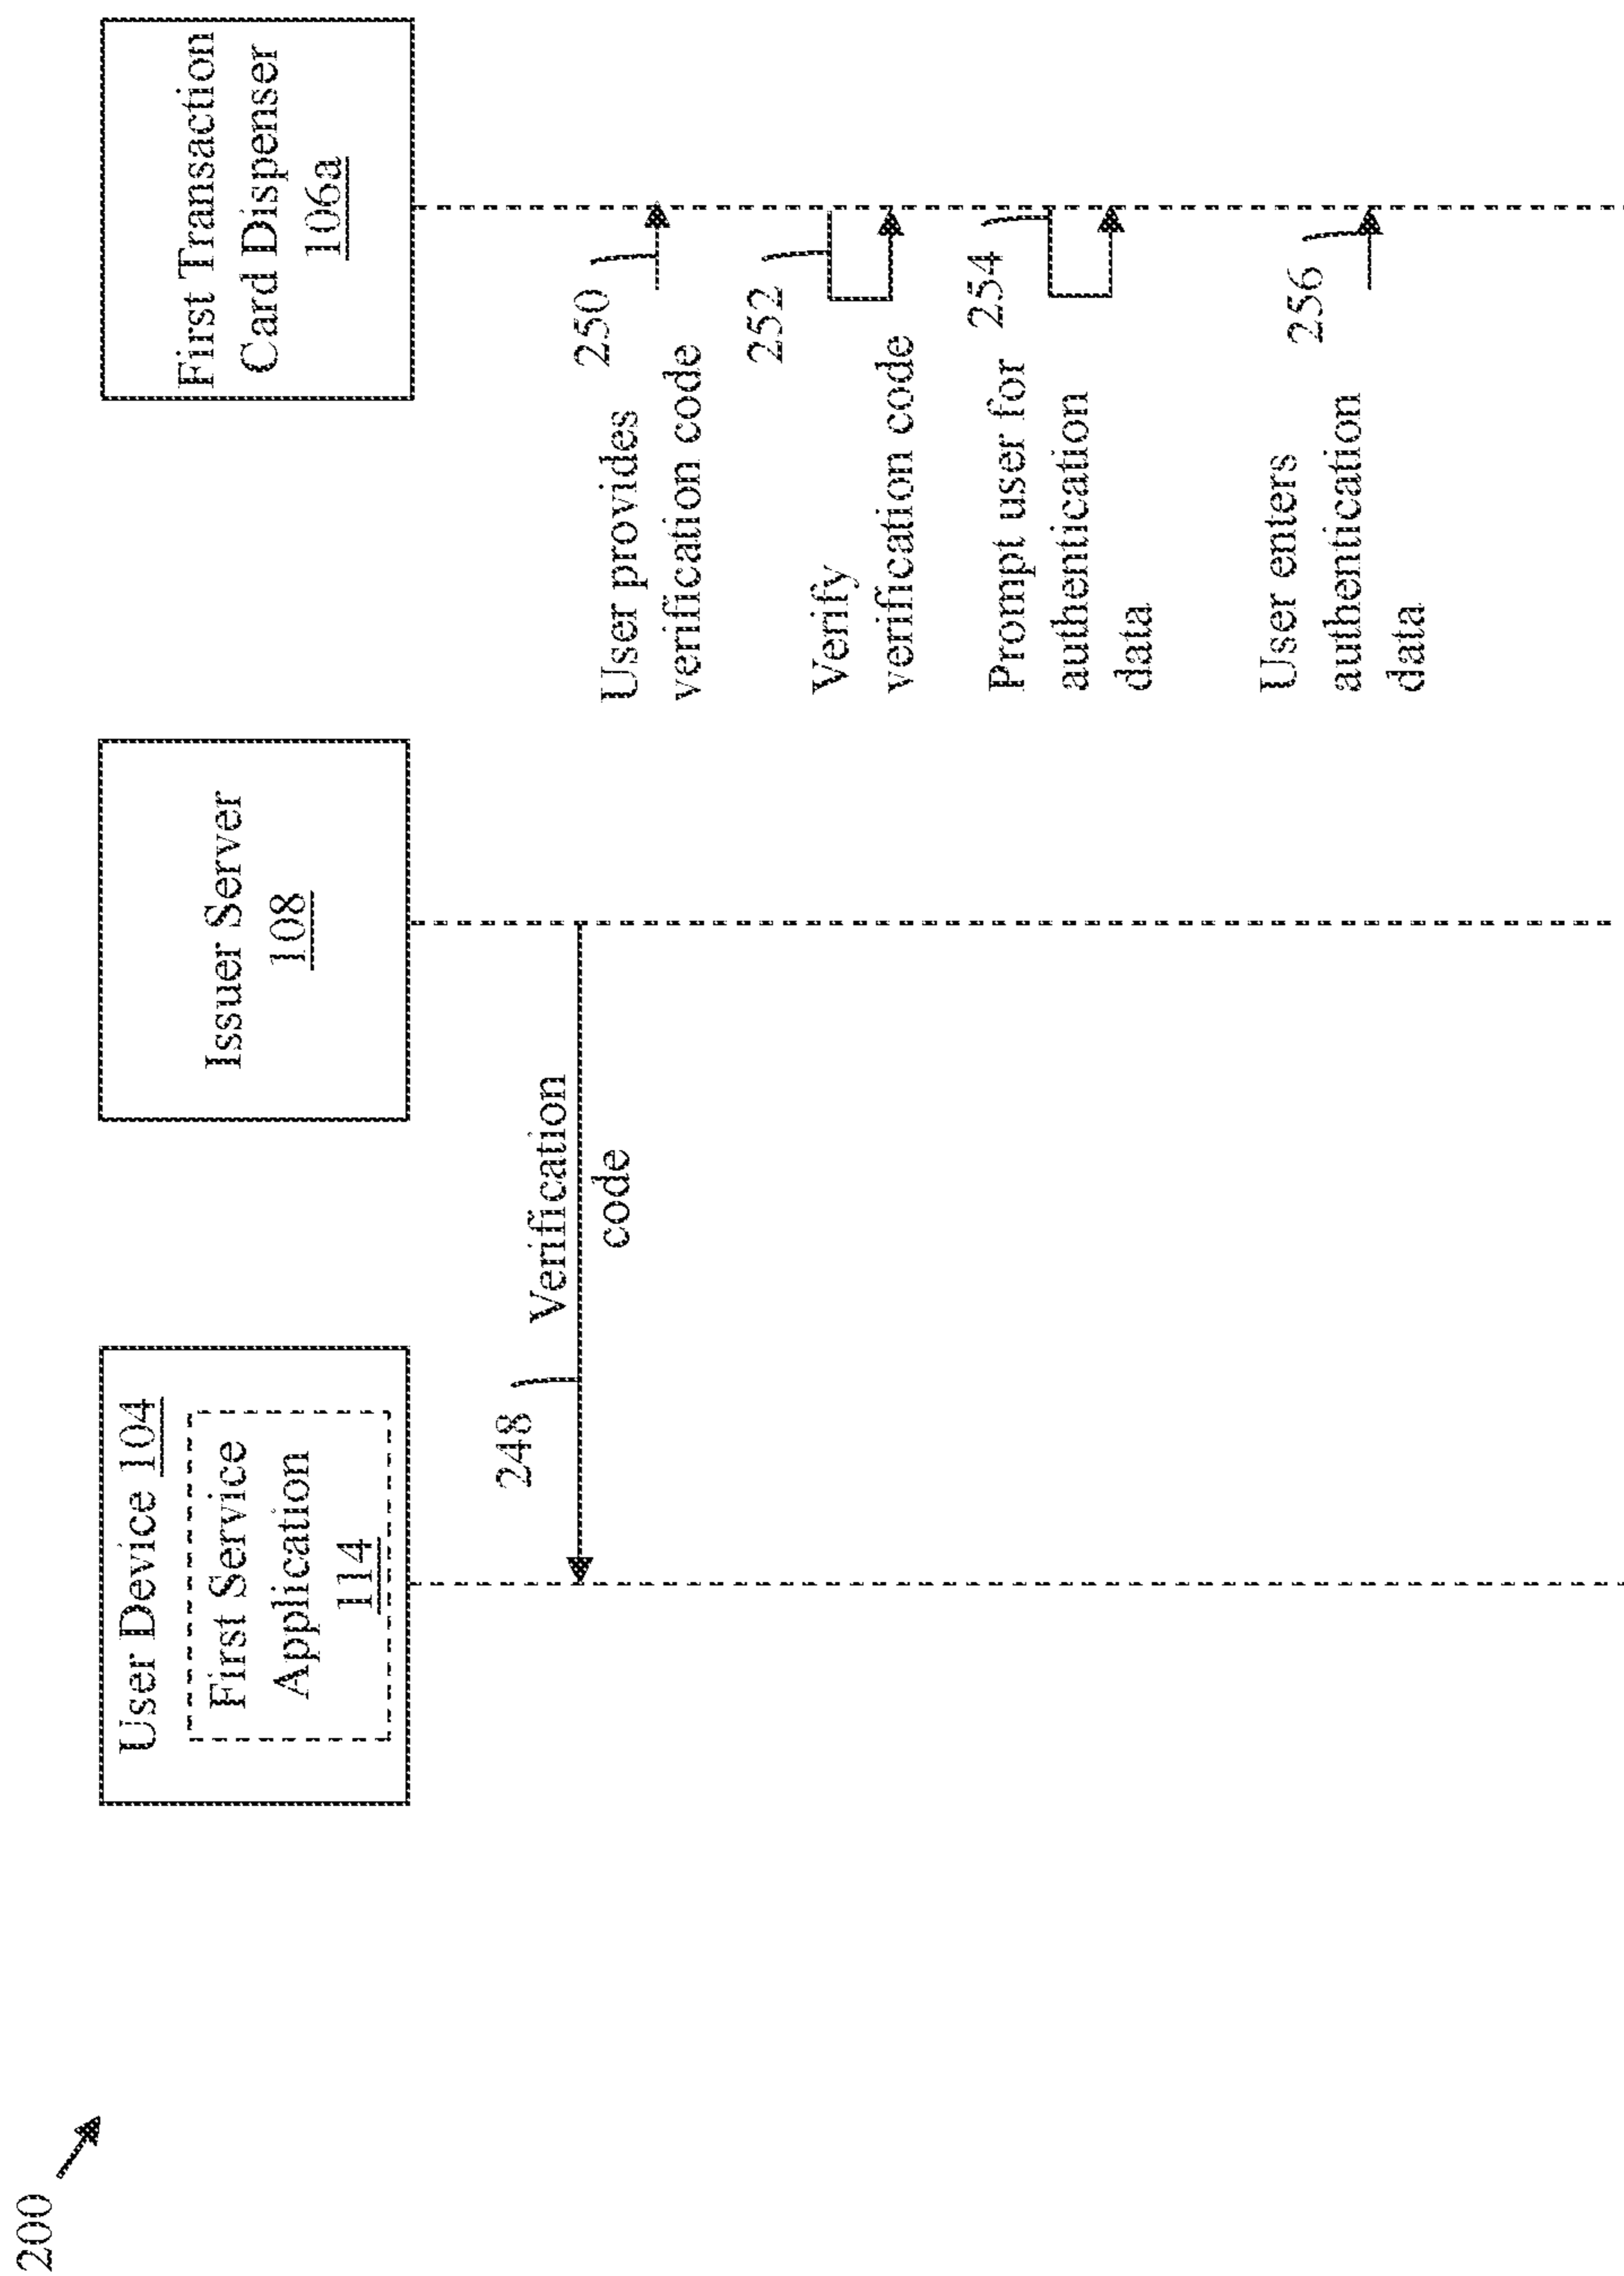 200
User Device 104
First Service
Application
114
Issuer Server
108
First Transaction
Card Dispenser
106a
248
Verification
code
250
User provides
verification code
252
Verify
verification code
254
Prompt user for
authentication
data
256
User enters
authentication
data